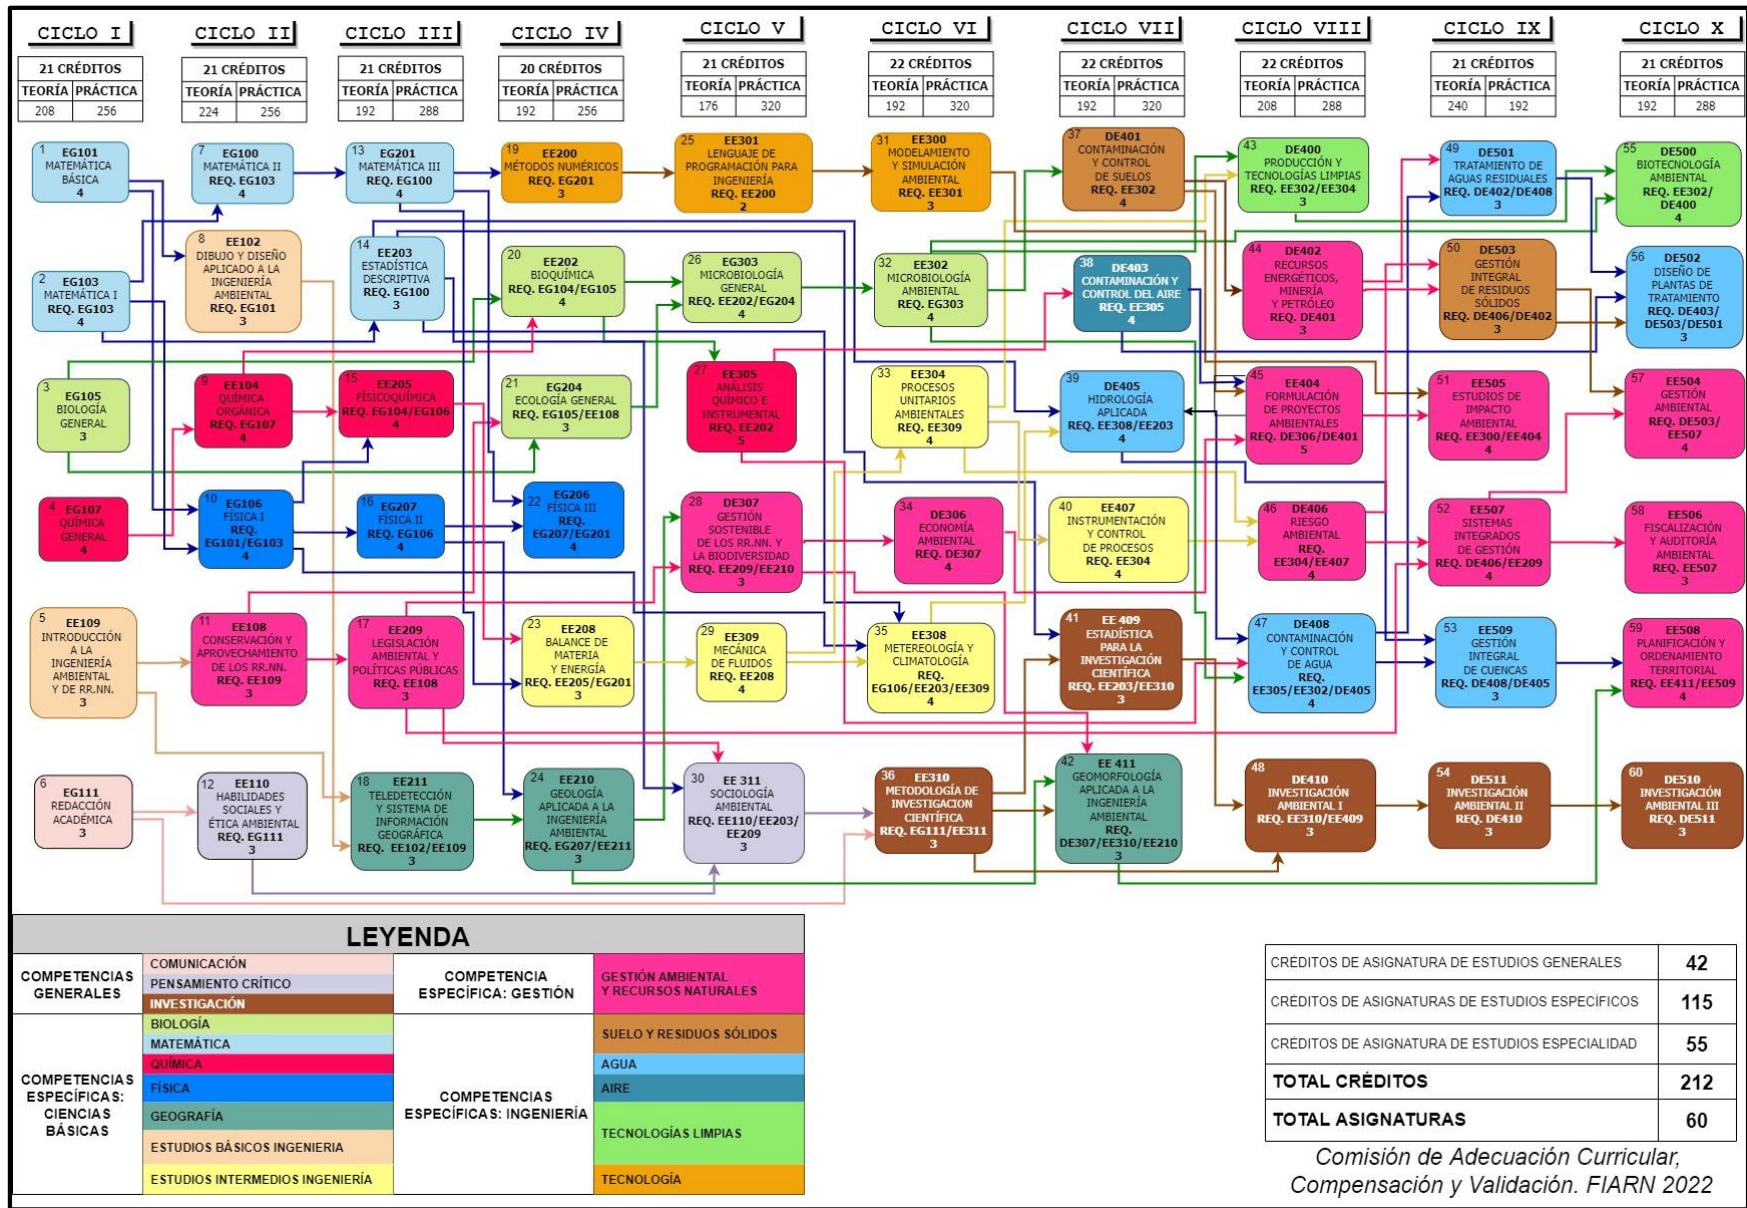 CICLO I
21 CRÉDITOS
TEORÍA PRÁCTICA
208 256
1
EG101
MATEMÁTICA
BÁSICA
4
2
EG103
MATEMÁTICA I
REQ. EG103
4
3
EG105
BIOLOGÍA
GENERAL
3
4
EG107
QUÍMICA
GENERAL
4
5
EE109
INTRODUCCIÓN
A LA
INGENIERÍA
AMBIENTAL
Y DE RR.NN.
3
6
EG111
REDACCIÓN
ACADÉMICA
3
CICLO II
21 CRÉDITOS
TEORÍA PRÁCTICA
224 256
7
EG100
MATEMÁTICA II
REQ. EG103
4
8
EE102
DIBUJO Y DISEÑO
APLICADO A LA
INGENIERÍA
AMBIENTAL
REQ. EG101
3
9
EE104
QUÍMICA
ORGÁNICA
REQ. EG107
4
10
EG106
FÍSICA I
REQ.
EG101/EG103
4
11
EE108
CONSERVACIÓN Y
APROVECHAMIENTO
DE LOS RR.NN.
REQ. EE109
3
12
EE110
HABILIDADES
SOCIALES Y
ÉTICA AMBIENTAL
REQ. EG111
3
CICLO III
21 CRÉDITOS
TEORÍA PRÁCTICA
192 288
13
EG201
MATEMÁTICA III
REQ. EG100
4
14
EE203
ESTADÍSTICA
DESCRIPTIVA
REQ. EG100
3
15
EE205
FÍSICOQUÍMICA
REQ. EG104/EG106
4
16
EG207
FÍSICA II
REQ. EG106
4
17
EE209
LEGISLACIÓN
AMBIENTAL Y
POLÍTICAS PÚBLICAS
REQ. EE108
3
18
EE211
TELEDETECCIÓN
Y SISTEMA DE
INFORMACIÓN
GEOGRÁFICA
REQ. EE102/EE109
3
CICLO IV
20 CRÉDITOS
TEORÍA PRÁCTICA
192 256
19
EE200
MÉTODOS NUMÉRICOS
REQ. EG201
3
20
EE202
BIOQUÍMICA
REQ. EG104/EG105
4
21
EG204
ECOLOGÍA GENERAL
REQ. EG105/EE108
3
22
EG206
FÍSICA III
REQ.
EG207/EG201
4
23
EE208
BALANCE DE
MATERIA
Y ENERGÍA
REQ. EE205/EG201
3
24
EE210
GEOLOGÍA
APLICADA A LA
INGENIERÍA
AMBIENTAL
REQ. EG207/EE211
3
CICLO V
21 CRÉDITOS
TEORÍA PRÁCTICA
176 320
25
EE301
LENGUAJE DE
PROGRAMACIÓN PARA
INGENIERÍA
REQ. EE200
2
26
EG303
MICROBIOLOGÍA
GENERAL
REQ. EE202/EG204
4
27
EE305
ANÁLISIS
QUÍMICO E
INSTRUMENTAL
REQ. EE202
5
28
DE307
GESTIÓN
SOSTENIBLE
DE LOS RR.NN. Y
LA BIODIVERSIDAD
REQ. EE209/EE210
3
29
EE309
MECÁNICA
DE FLUIDOS
REQ. EE208
4
30
EE 311
SOCIOLOGÍA
AMBIENTAL
REQ. EE110/EE203/
EE209
3
CICLO VI
22 CRÉDITOS
TEORÍA PRÁCTICA
192 320
31
EE300
MODELAMIENTO
Y SIMULACIÓN
AMBIENTAL
REQ. EE301
3
32
EE302
MICROBIOLOGÍA
AMBIENTAL
REQ. EG303
4
33
EE304
PROCESOS
UNITARIOS
AMBIENTALES
REQ. EE309
4
34
DE306
ECONOMÍA
AMBIENTAL
REQ. DE307
4
35
EE308
METEREOLOGÍA Y
CLIMATOLOGÍA
REQ.
EG106/EE203/EE309
4
36
EE310
METODOLOGÍA DE
INVESTIGACION
CIENTÍFICA
REQ. EG111/EE311
3
CICLO VII
22 CRÉDITOS
TEORÍA PRÁCTICA
192 320
37
DE401
CONTAMINACIÓN
Y CONTROL
DE SUELOS
REQ. EE302
4
38
DE403
CONTAMINACIÓN Y
CONTROL DEL AIRE
REQ. EE305
4
39
DE405
HIDROLOGÍA
APLICADA
REQ. EE308/EE203
4
40
EE407
INSTRUMENTACIÓN
Y CONTROL
DE PROCESOS
REQ. EE304
4
41
EE 409
ESTADÍSTICA
PARA LA
INVESTIGACIÓN
CIENTÍFICA
REQ. EE203/EE310
3
42
EE 411
GEOMORFOLOGÍA
APLICADA A LA
INGENIERÍA
AMBIENTAL
REQ.
DE307/EE310/EE210
3
CICLO VIII
22 CRÉDITOS
TEORÍA PRÁCTICA
208 288
43
DE400
PRODUCCIÓN Y
TECNOLOGÍAS LIMPIAS
REQ. EE302/EE304
3
44
DE402
RECURSOS
ENERGÉTICOS,
MINERÍA
Y PETRÓLEO
REQ. DE401
3
45
EE404
FORMULACIÓN
DE PROYECTOS
AMBIENTALES
REQ. DE306/DE401
5
46
DE406
RIESGO
AMBIENTAL
REQ.
EE304/EE407
4
47
DE408
CONTAMINACIÓN
Y CONTROL
DE AGUA
REQ.
EE305/EE302/DE405
4
48
DE410
INVESTIGACIÓN
AMBIENTAL I
REQ. EE310/EE409
3
CICLO IX
21 CRÉDITOS
TEORÍA PRÁCTICA
240 192
49
DE501
TRATAMIENTO DE
AGUAS RESIDUALES
REQ. DE402/DE408
3
50
DE503
GESTIÓN
INTEGRAL
DE RESIDUOS
SÓLIDOS
REQ. DE406/DE402
3
51
EE505
ESTUDIOS DE
IMPACTO
AMBIENTAL
REQ. EE300/EE404
4
52
EE507
SISTEMAS
INTEGRADOS
DE GESTIÓN
REQ. DE406/EE209
4
53
EE509
GESTIÓN
INTEGRAL
DE CUENCAS
REQ. DE408/DE405
3
54
DE511
INVESTIGACIÓN
AMBIENTAL II
REQ. DE410
3
CICLO X
21 CRÉDITOS
TEORÍA PRÁCTICA
192 288
55
DE500
BIOTECNOLOGÍA
AMBIENTAL
REQ. EE302/
DE400
4
56
DE502
DISEÑO DE
PLANTAS DE
TRATAMIENTO
REQ. DE403/
DE503/DE501
3
57
EE504
GESTIÓN
AMBIENTAL
REQ. DE503/
EE507
4
58
EE506
FISCALIZACIÓN
Y AUDITORÍA
AMBIENTAL
REQ. EE507
3
59
EE508
PLANIFICACIÓN Y
ORDENAMIENTO
TERRITORIAL
REQ. EE411/EE509
4
60
DE510
INVESTIGACIÓN
AMBIENTAL III
REQ. DE511
3
LEYENDA
COMPETENCIAS
GENERALES
COMUNICACIÓN
PENSAMIENTO CRÍTICO
INVESTIGACIÓN
COMPETENCIAS
ESPECÍFICAS:
CIENCIAS
BÁSICAS
BIOLOGÍA
MATEMÁTICA
QUÍMICA
FÍSICA
GEOGRAFÍA
ESTUDIOS BÁSICOS INGENIERIA
ESTUDIOS INTERMEDIOS INGENIERÍA
COMPETENCIA
ESPECÍFICA: GESTIÓN
GESTIÓN AMBIENTAL
Y RECURSOS NATURALES
COMPETENCIAS
ESPECÍFICAS: INGENIERÍA
SUELO Y RESIDUOS SÓLIDOS
AGUA
AIRE
TECNOLOGÍAS LIMPIAS
TECNOLOGÍA
CRÉDITOS DE ASIGNATURA DE ESTUDIOS GENERALES 42
CRÉDITOS DE ASIGNATURAS DE ESTUDIOS ESPECÍFICOS 115
CRÉDITOS DE ASIGNATURA DE ESTUDIOS ESPECIALIDAD 55
TOTAL CRÉDITOS 212
TOTAL ASIGNATURAS 60
Comisión de Adecuación Curricular,
Compensación y Validación. FIARN 2022